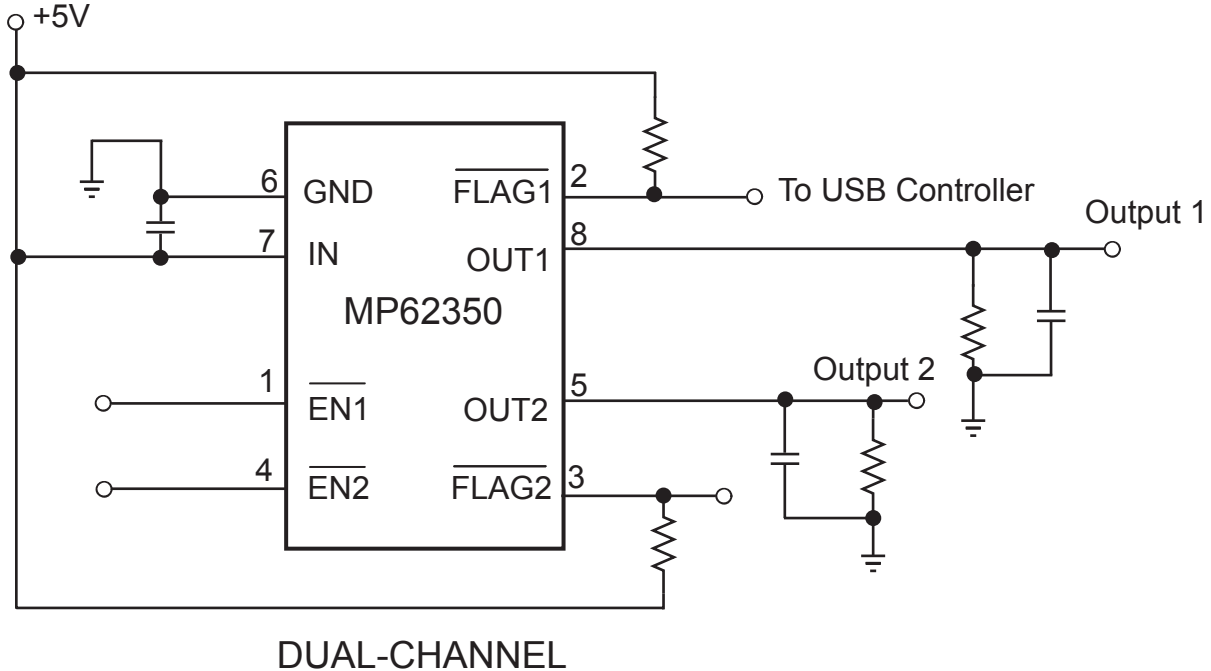 +5V
6
GND
FLAG1
2
To USB Controller
7
IN
OUT1
8
Output 1
MP62350
1
EN1
OUT2
5
Output 2
4
EN2
FLAG2
3
DUAL-CHANNEL